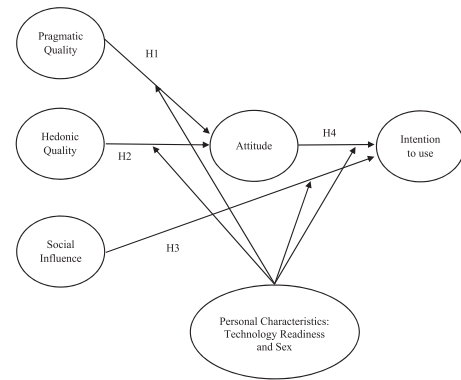 Pragmatic
Quality
H1
Hedonic
Quality
H2
Attitude
H4
Intention
to use
Social
Influence
H3
Personal Characteristics:
Technology Readiness
and Sex